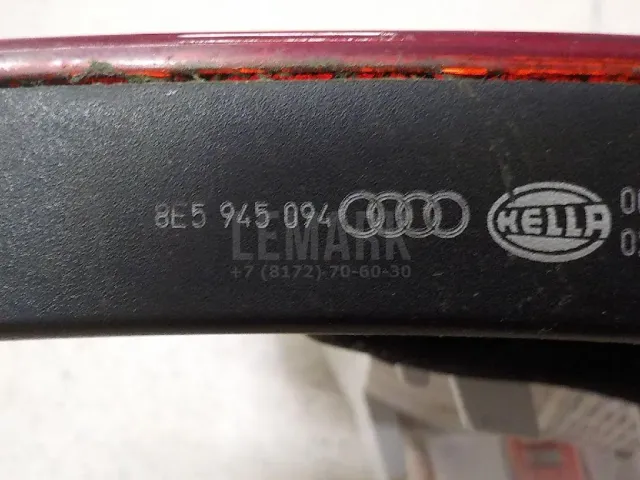 8E5 945 094
HELLA
LEMARK
+7 (8172) 70-60-30